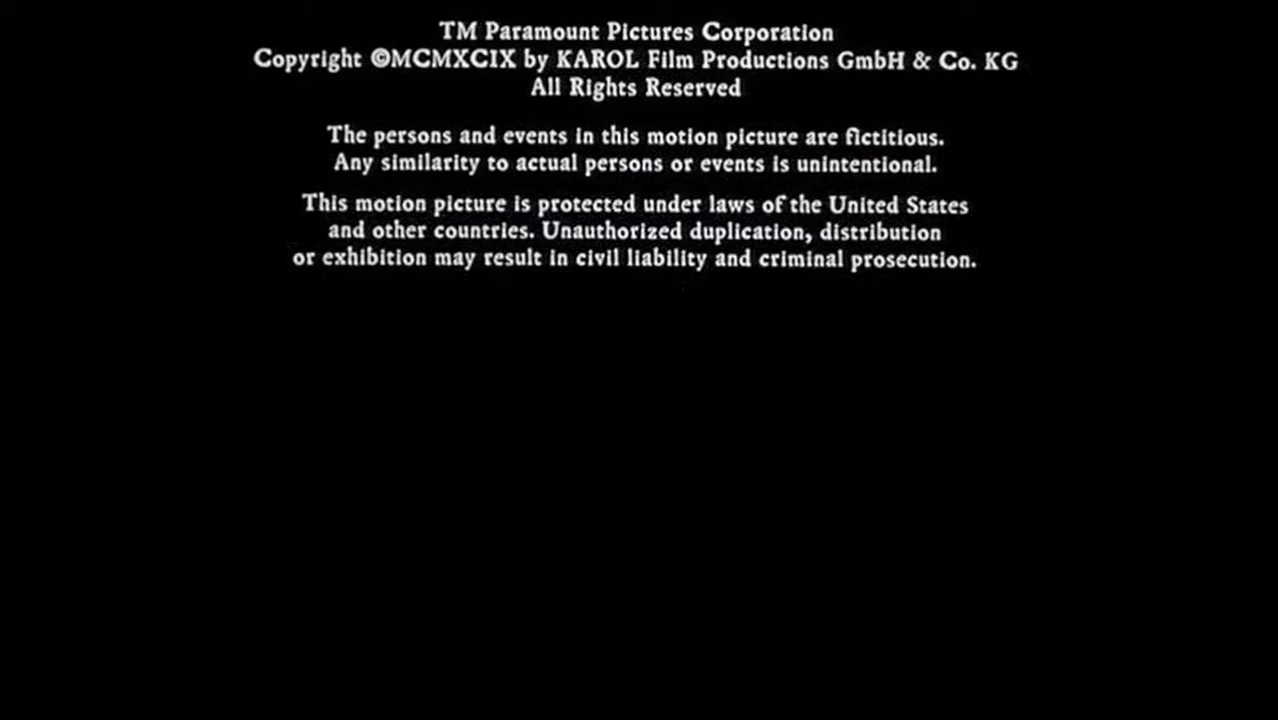 TM Paramount Pictures Corporation
Copyright ©MCMXCIX by KAROL Film Productions GmbH & Co. KG
All Rights Reserved
The persons and events in this motion picture are fictitious.
Any similarity to actual persons or events is unintentional.
This motion picture is protected under laws of the United States
and other countries. Unauthorized duplication, distribution
or exhibition may result in civil liability and criminal prosecution.